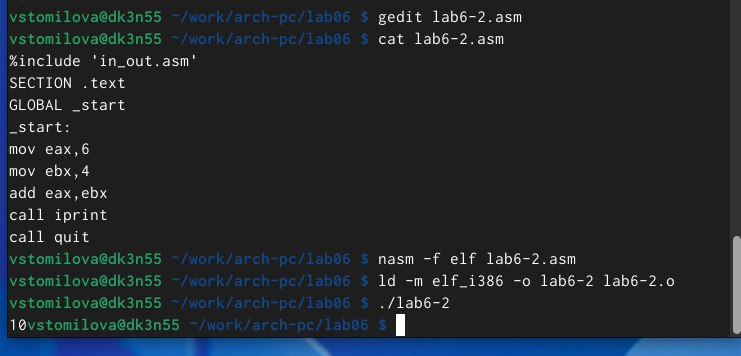 vstomilova@dk3n55 ~/work/arch-pc/lab06 $ gedit lab6-2.asm
vstomilova@dk3n55 ~/work/arch-pc/lab06 $ cat lab6-2.asm
%include 'in_out.asm'
SECTION .text
GLOBAL _start
_start:
mov eax,6
mov ebx,4
add eax,ebx
call iprint
call quit
vstomilova@dk3n55 ~/work/arch-pc/lab06 $ nasm -f elf lab6-2.asm
vstomilova@dk3n55 ~/work/arch-pc/lab06 $ ld -m elf_i386 -o lab6-2 lab6-2.o
vstomilova@dk3n55 ~/work/arch-pc/lab06 $ ./lab6-2
10vstomilova@dk3n55 ~/work/arch-pc/lab06 $